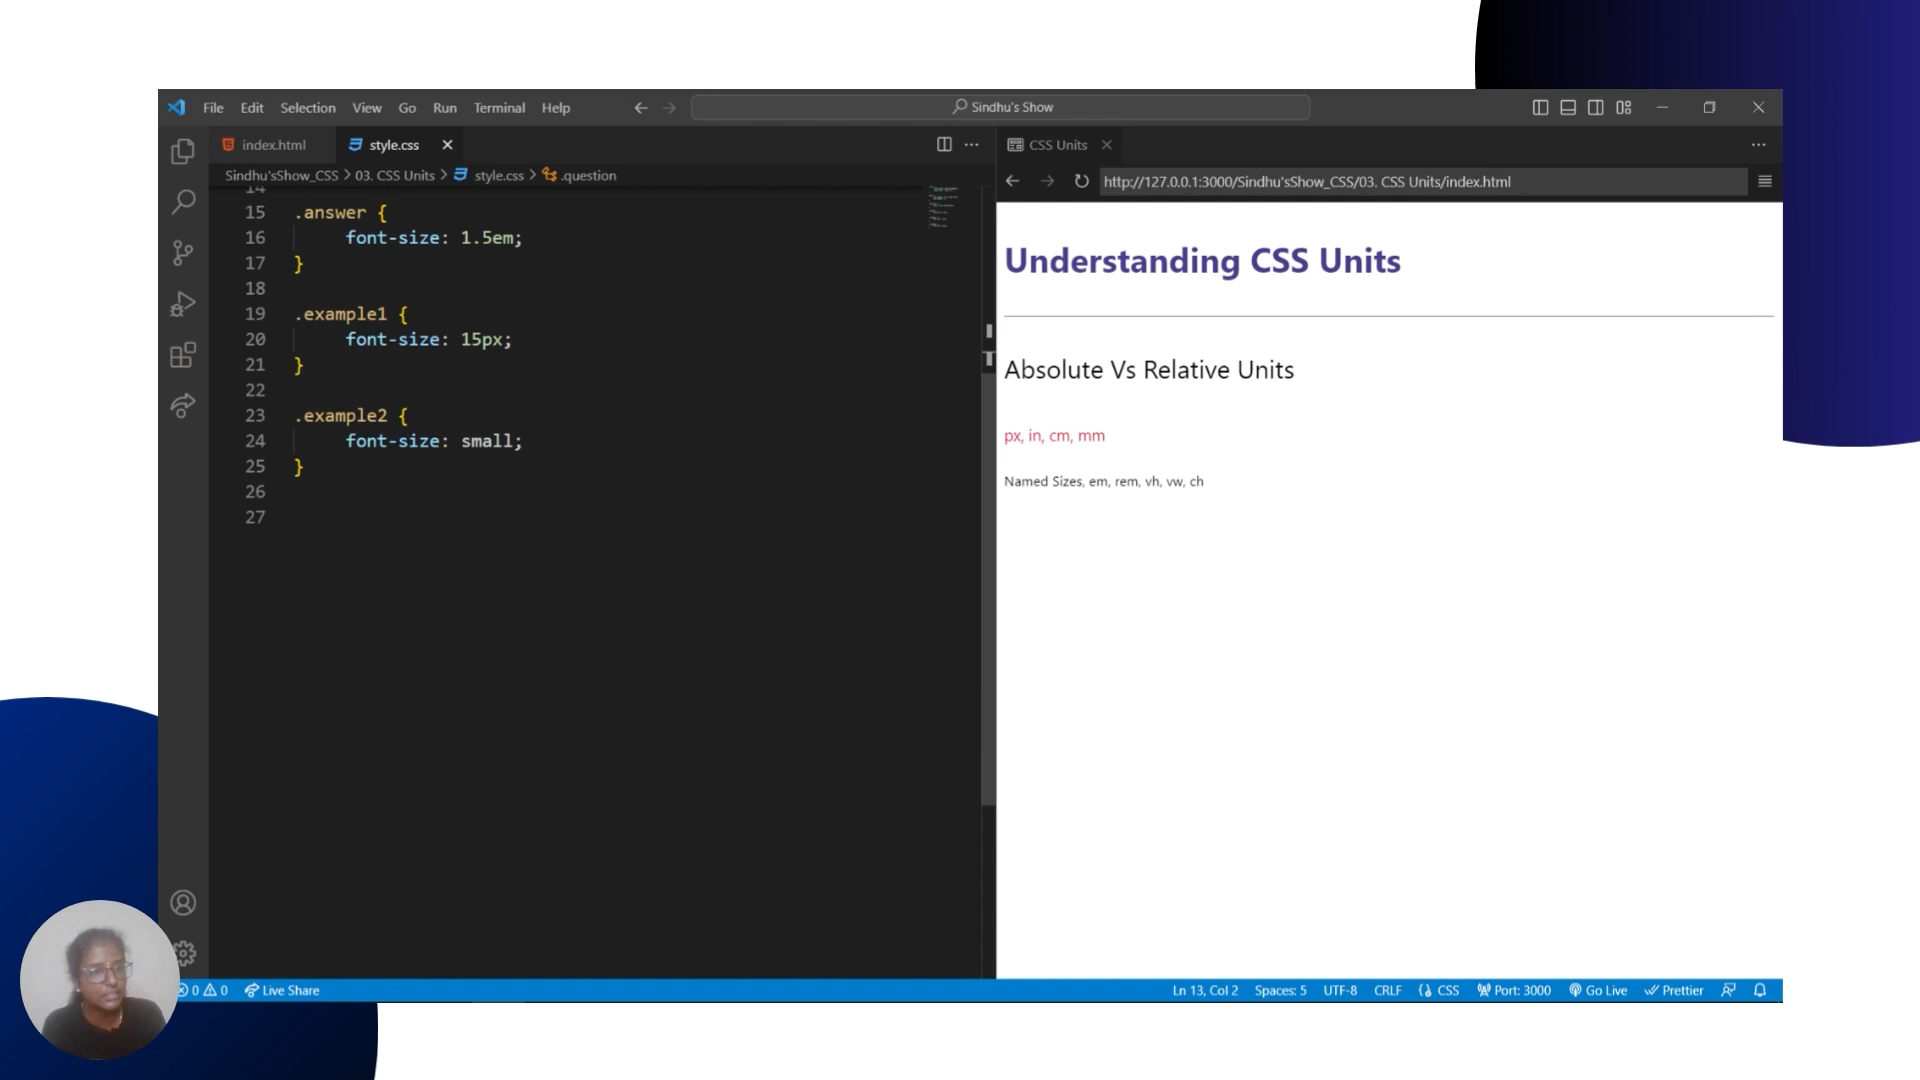 File Edit Selection View Go Run Terminal Help
Sindhu's Show
index.html
style.css
CSS Units
Sindhu'sShow_CSS > 03. CSS Units > style.css > .question
http://127.0.0.1:3000/Sindhu'sShow_CSS/03. CSS Units/index.html
14
15 .answer {
16 font-size: 1.5em;
17 }
18
19 .example1 {
20 font-size: 15px;
21 }
22
23 .example2 {
24 font-size: small;
25 }
26
27
Understanding CSS Units
Absolute Vs Relative Units
px, in, cm, mm
Named Sizes, em, rem, vh, vw, ch
0 0 Live Share
Ln 13, Col 2 Spaces: 5 UTF-8 CRLF CSS Port: 3000 Go Live Prettier